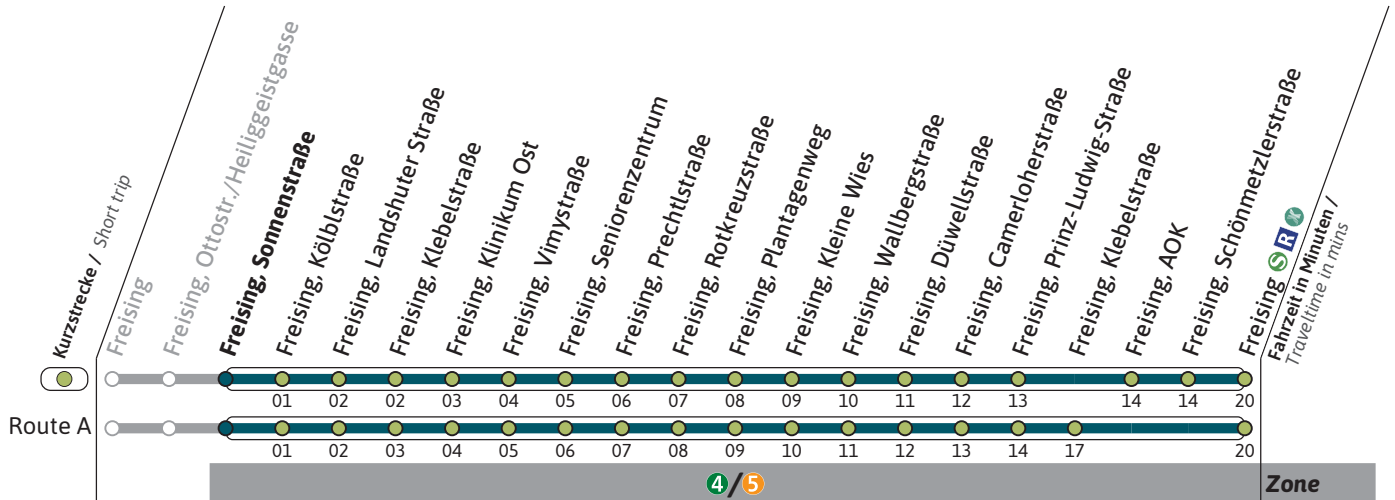 Kurzstrecke / Short trip
Freising
Freising, Ottostr./Heiliggeistgasse
Freising, Sonnenstraße
Freising, Kölblstraße
Freising, Landshuter Straße
Freising, Klebelstraße
Freising, Klinikum Ost
Freising, Vimystraße
Freising, Seniorenzentrum
Freising, Prechtlstraße
Freising, Rotkreuzstraße
Freising, Plantagenweg
Freising, Kleine Wies
Freising, Wallbergstraße
Freising, Düwellstraße
Freising, Camerloherstraße
Freising, Prinz-Ludwig-Straße
Freising, Klebelstraße
Freising, AOK
Freising, Schönmetzlerstraße
Freising S R X
Fahrzeit in Minuten /
Traveltime in mins
01 02 02 03 04 05 06 07 08 09 10 11 12 13 14 14 20
Route A
01 02 03 04 05 06 07 08 09 10 11 12 13 14 17 20
4/5
Zone